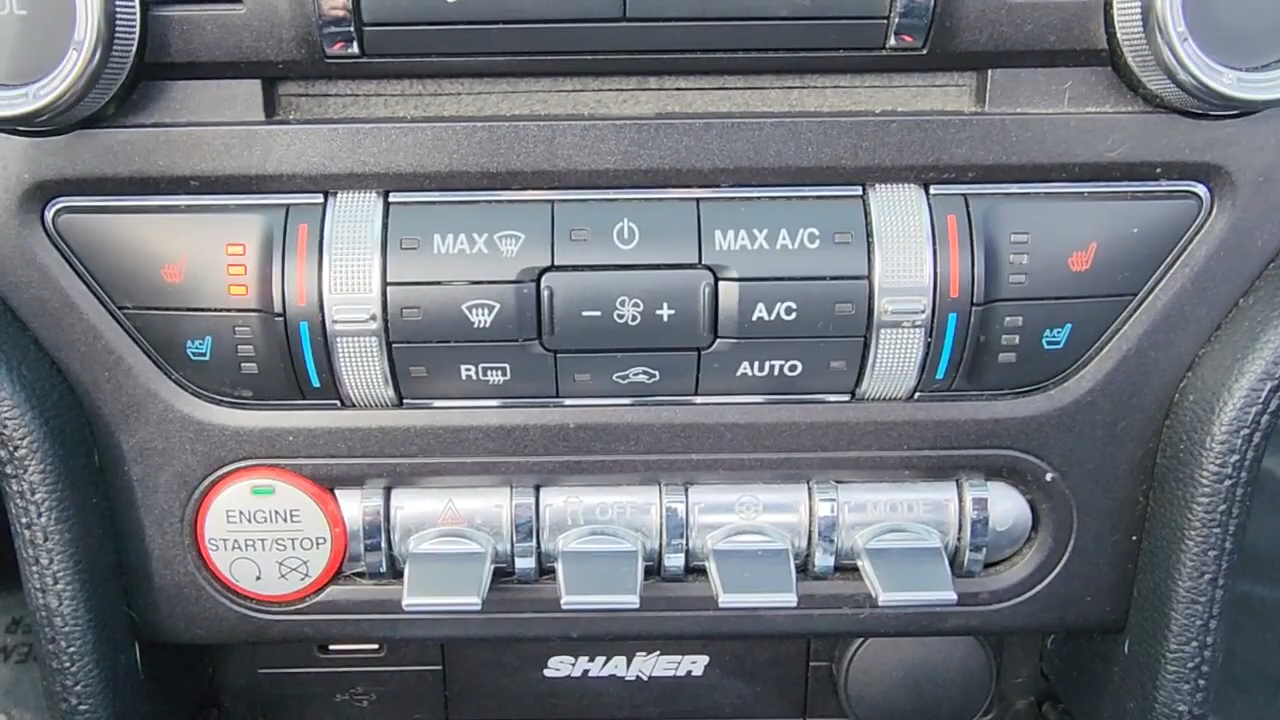 MAX
MAX A/C
A/C
R
AUTO
A/C
A/C
ENGINE
START/STOP
OFF
MODE
SHAKER